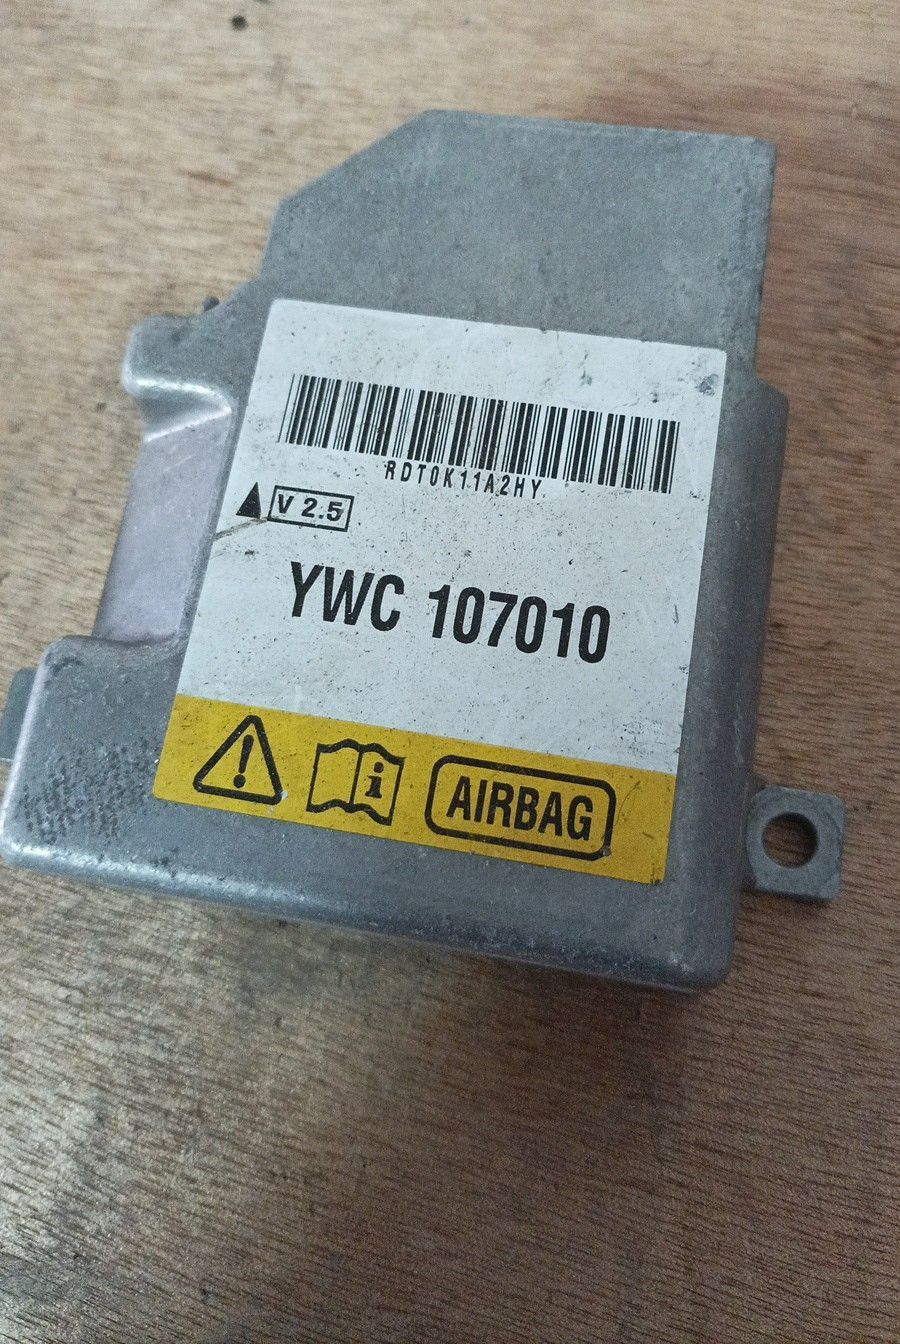 RDT0K11A2HY
V 2.5
YWC 107010
AIRBAG